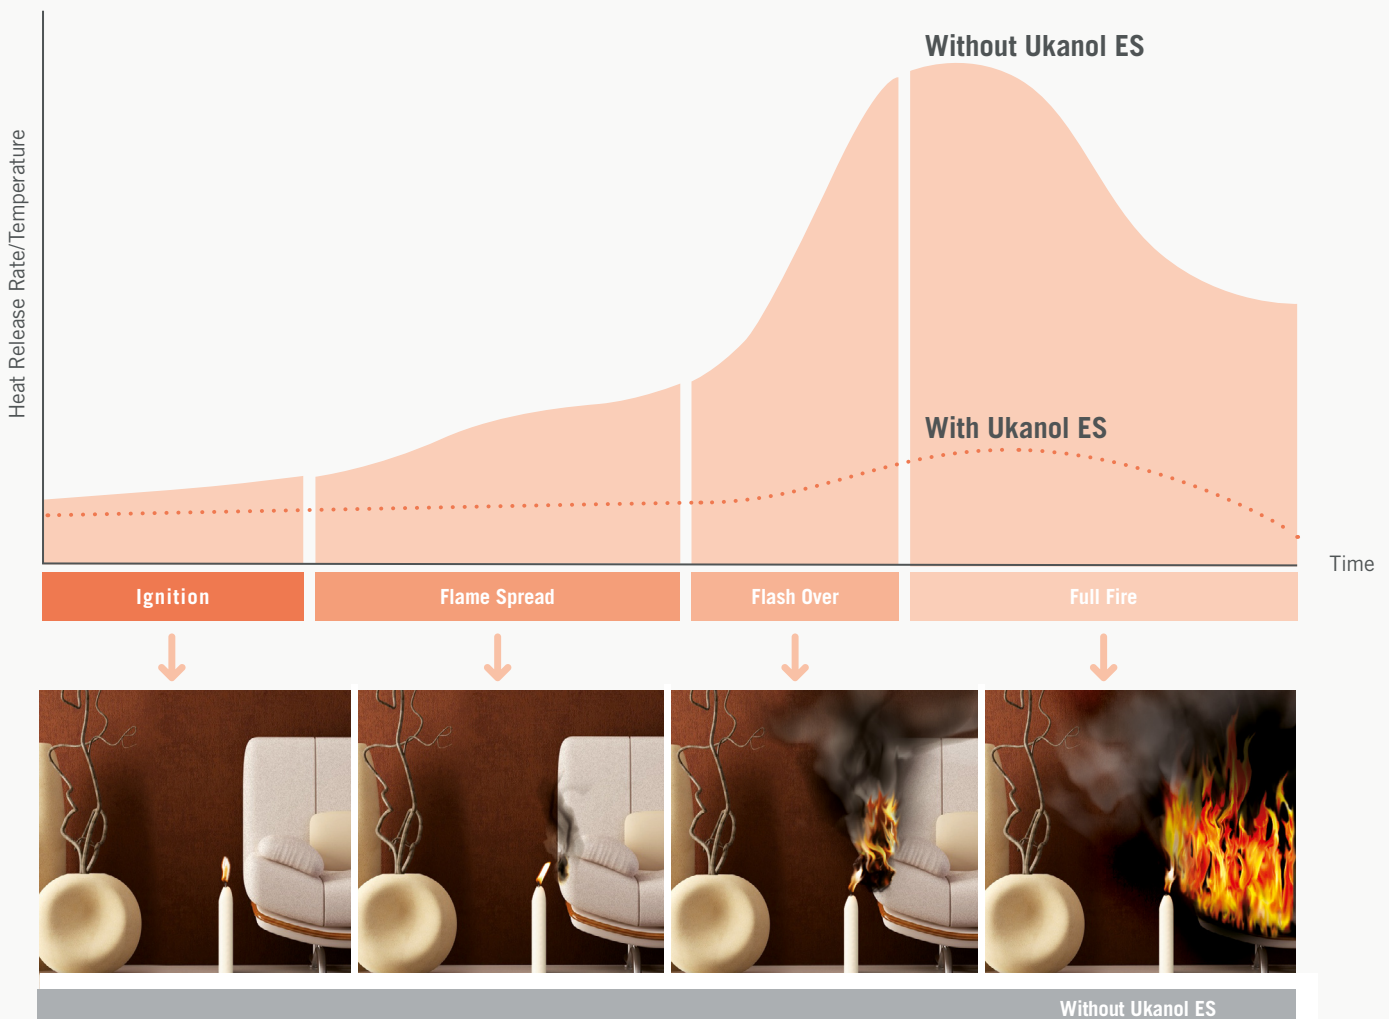 Without Ukanol ES
Heat Release Rate/Temperature
With Ukanol ES
Time
Ignition
Flame Spread
Flash Over
Full Fire
Without Ukanol ES